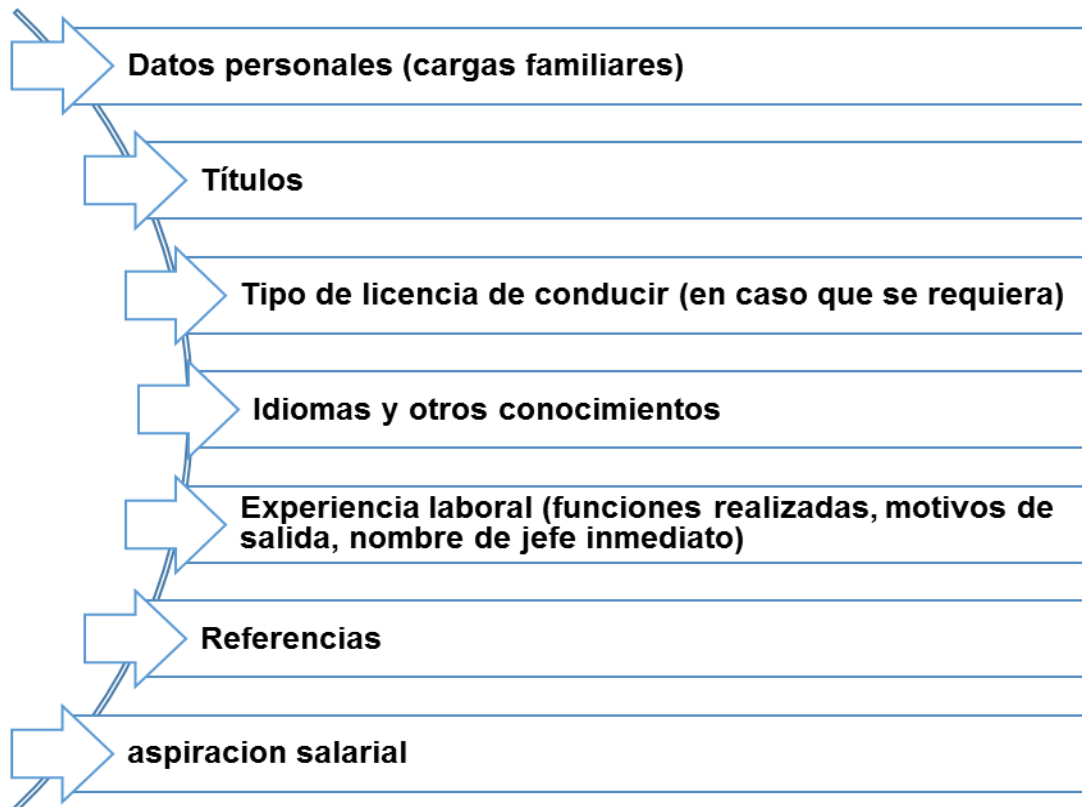 Datos personales (cargas familiares)
Títulos
Tipo de licencia de conducir (en caso que se requiera)
Idiomas y otros conocimientos
Experiencia laboral (funciones realizadas, motivos de
salida, nombre de jefe inmediato)
Referencias
aspiracion salarial